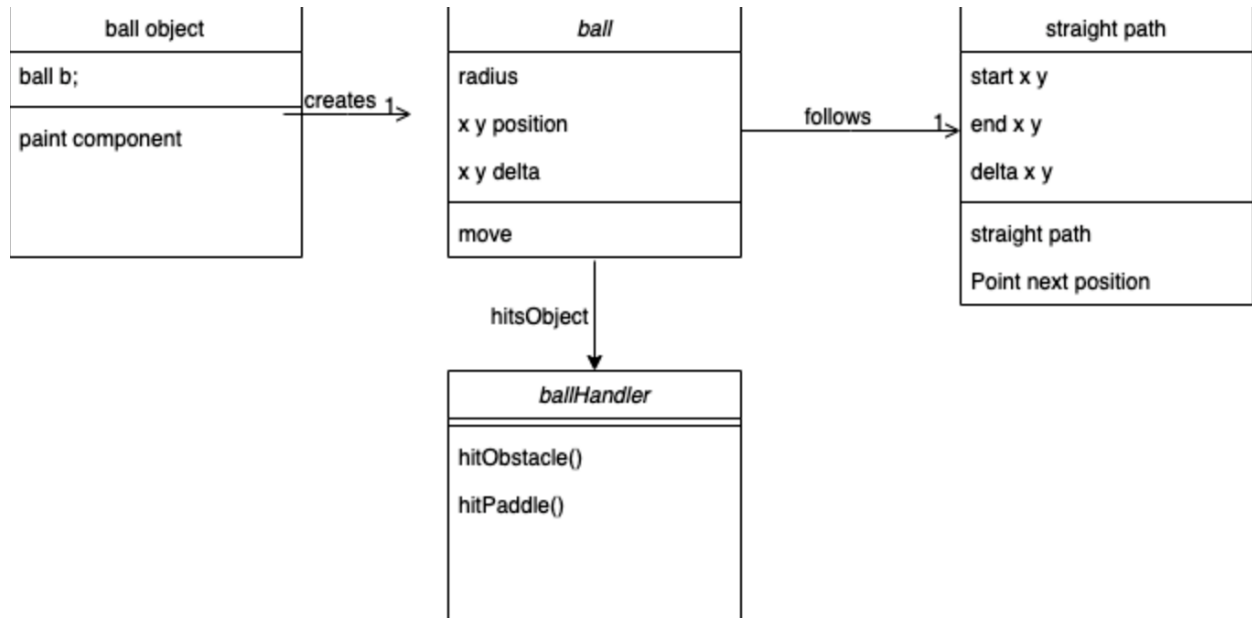 ball object
ball b;
paint component
creates 1
ball
radius
x y position
x y delta
move
follows 1
straight path
start x y
end x y
delta x y
straight path
Point next position
hitsObject
ballHandler
hitObstacle()
hitPaddle()